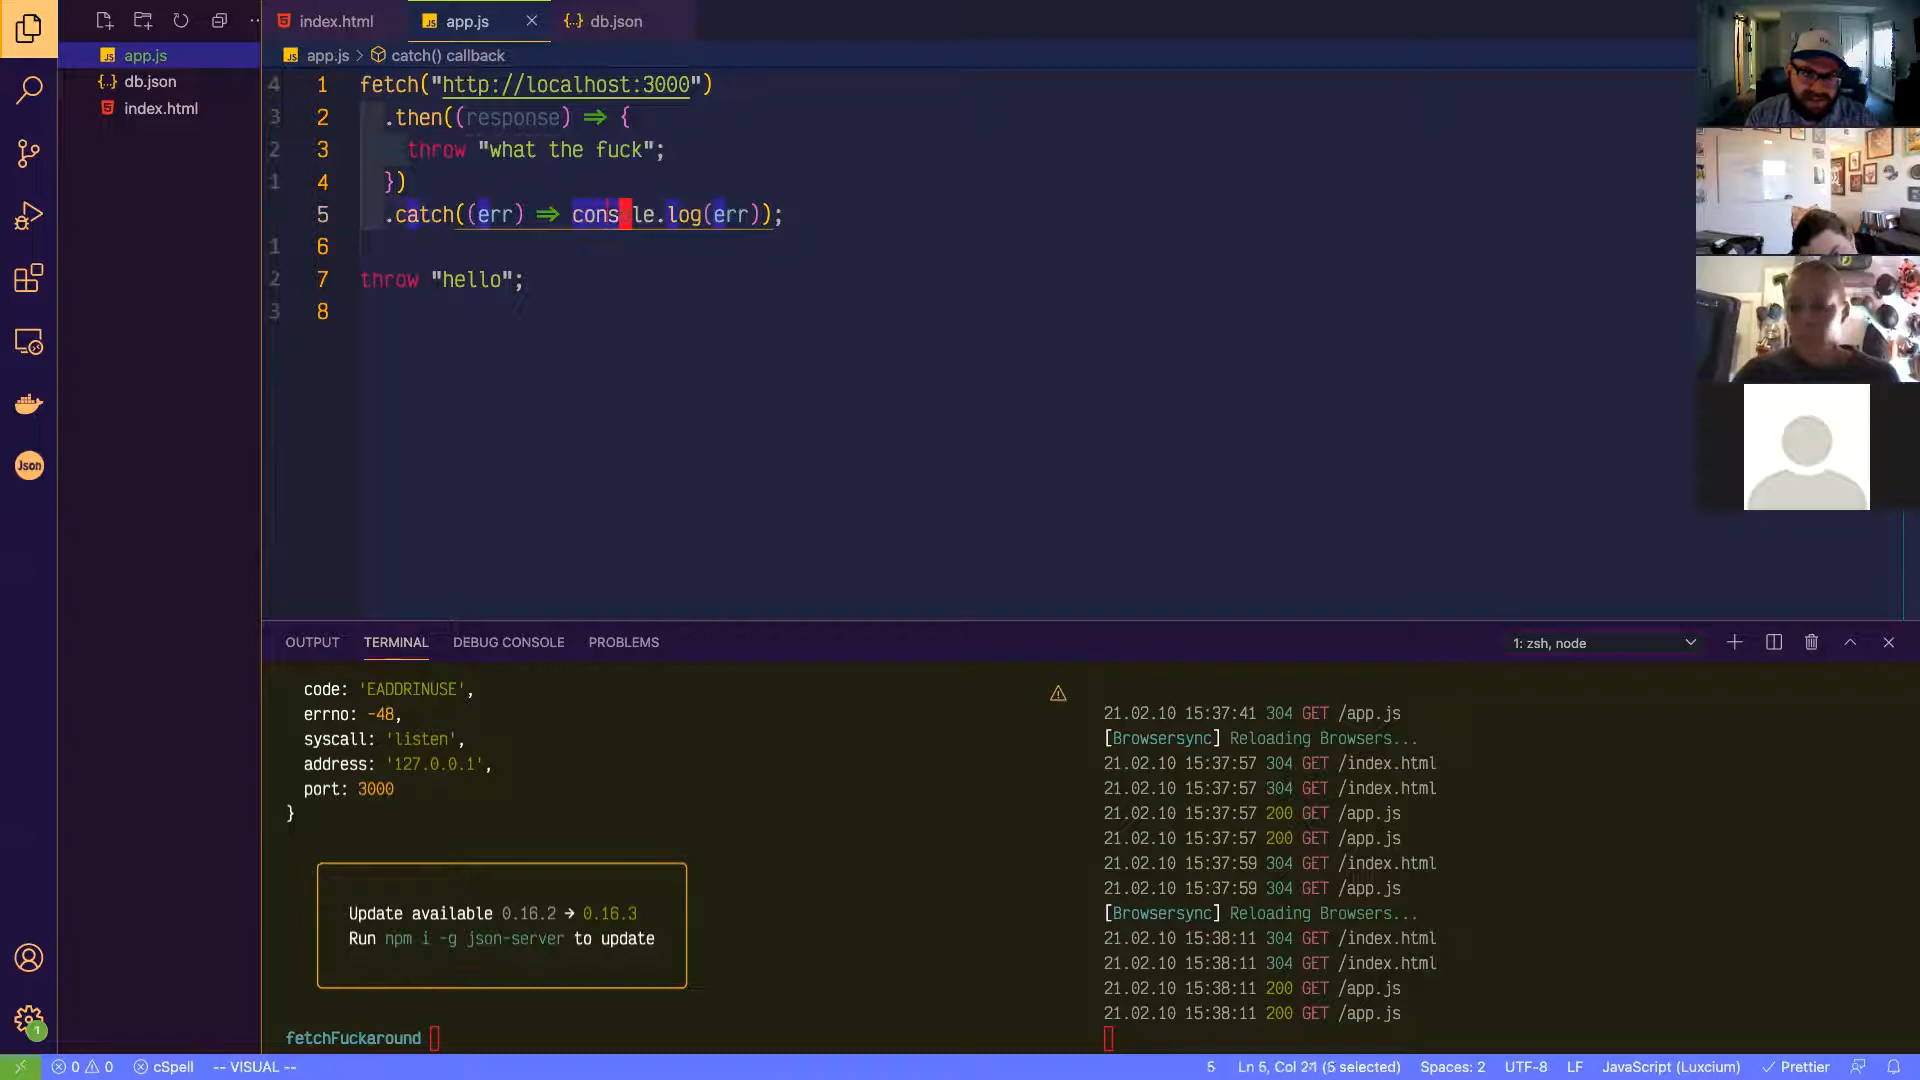 index.html
app.js
db.json
app.js
db.json
index.html
app.js > catch() callback
4 1 fetch("http://localhost:3000")
3 2 .then((response) => {
2 3 throw "what the fuck";
1 4 })
5 .catch((err) => console.log(err));
1 6
2 7 throw "hello";
3 8
Json
OUTPUT TERMINAL DEBUG CONSOLE PROBLEMS
1: zsh, node
code: 'EADDRINUSE',
errno: -48,
syscall: 'listen',
address: '127.0.0.1',
port: 3000
}
Update available 0.16.2 → 0.16.3
Run npm i -g json-server to update
fetchFuckaround
21.02.10 15:37:41 304 GET /app.js
[Browsersync] Reloading Browsers...
21.02.10 15:37:57 304 GET /index.html
21.02.10 15:37:57 304 GET /index.html
21.02.10 15:37:57 200 GET /app.js
21.02.10 15:37:57 200 GET /app.js
21.02.10 15:37:59 304 GET /index.html
21.02.10 15:37:59 304 GET /app.js
[Browsersync] Reloading Browsers...
21.02.10 15:38:11 304 GET /index.html
21.02.10 15:38:11 304 GET /index.html
21.02.10 15:38:11 200 GET /app.js
21.02.10 15:38:11 200 GET /app.js
1
0 0 cSpell -- VISUAL -- 5 Ln 5, Col 21 (5 selected) Spaces: 2 UTF-8 LF JavaScript (Luxcium) Prettier